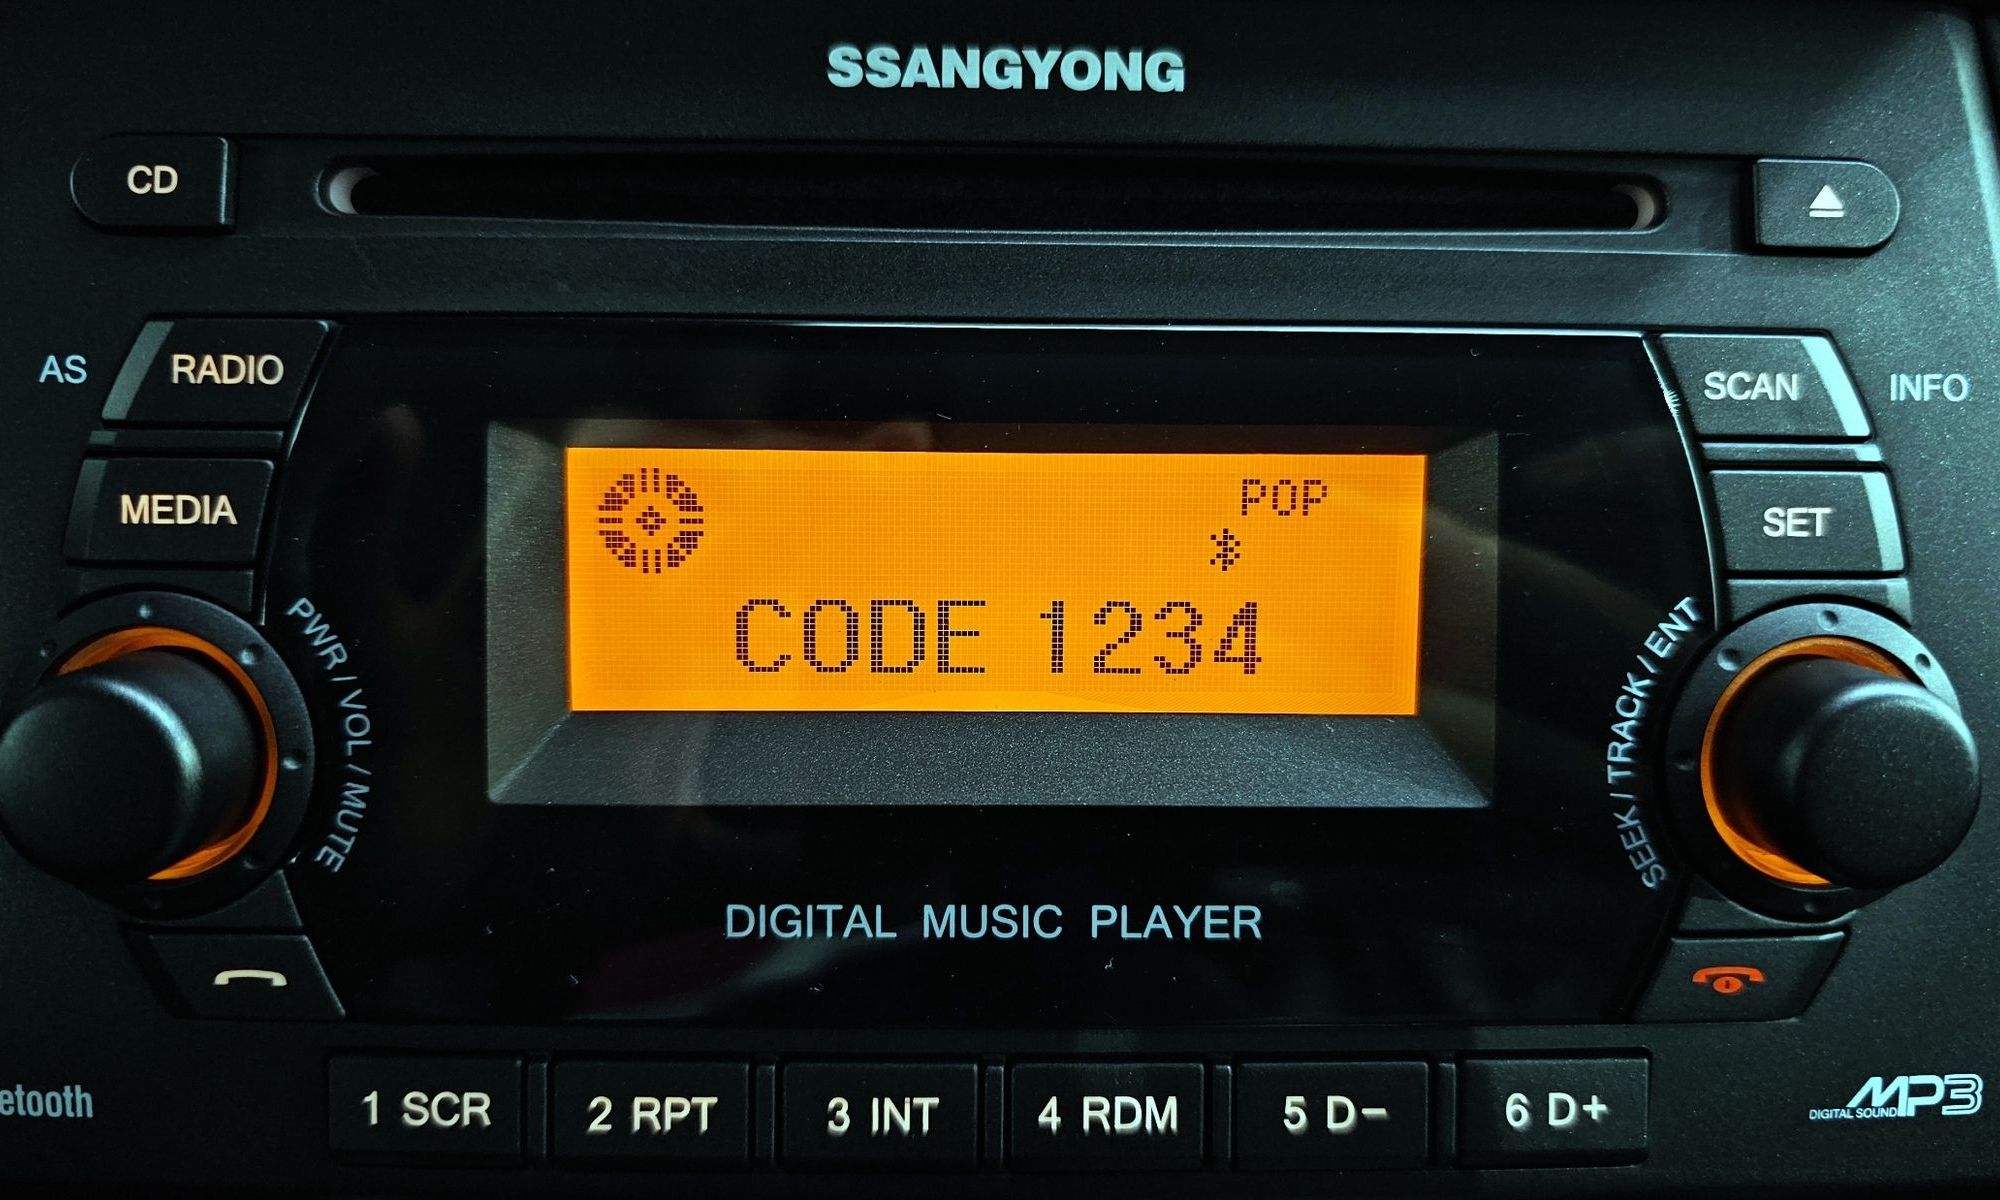 SSANGYONG
CD
AS
RADIO
SCAN
INFO
MEDIA
POP
SET
CODE 1234
PWR / VOL / MUTE
SEEK / TRACK / ENT
DIGITAL MUSIC PLAYER
etooth
1 SCR
2 RPT
3 INT
4 RDM
5 D−
6 D+
MP3
DIGITAL SOUND